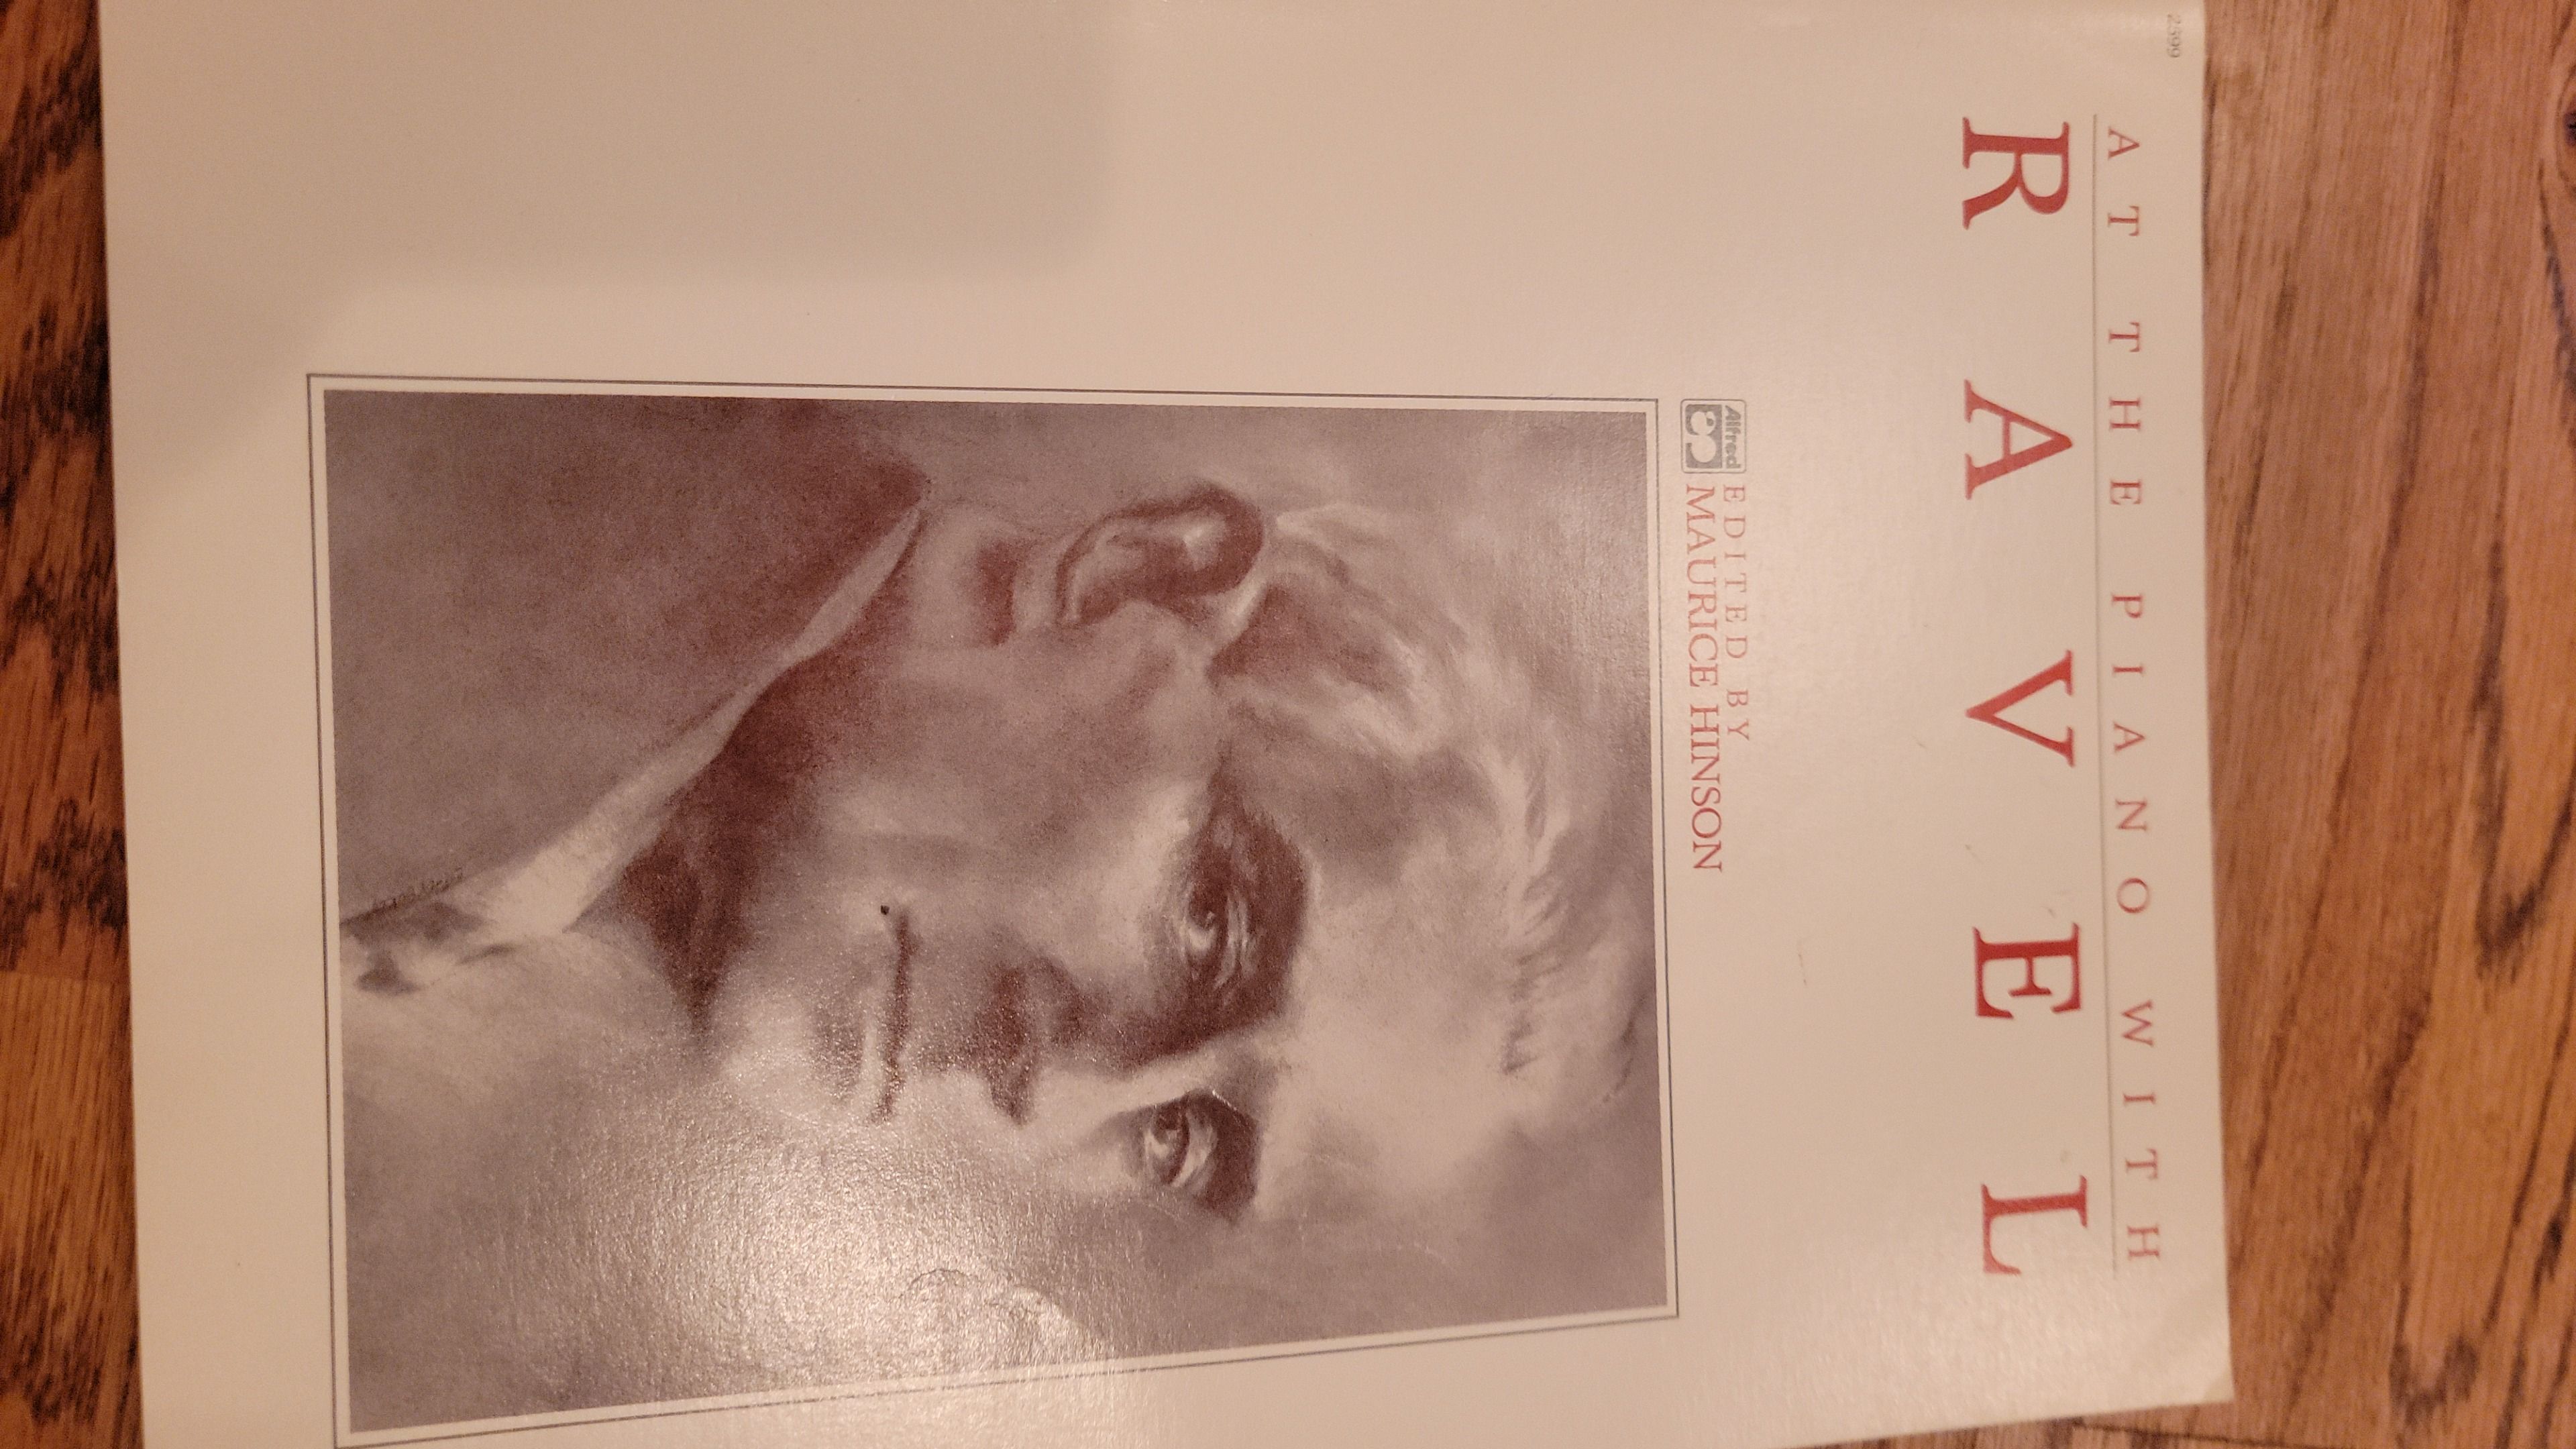 2399
AT THE PIANO WITH
RAVEL
Alfred
EDITED BY
MAURICE HINSON